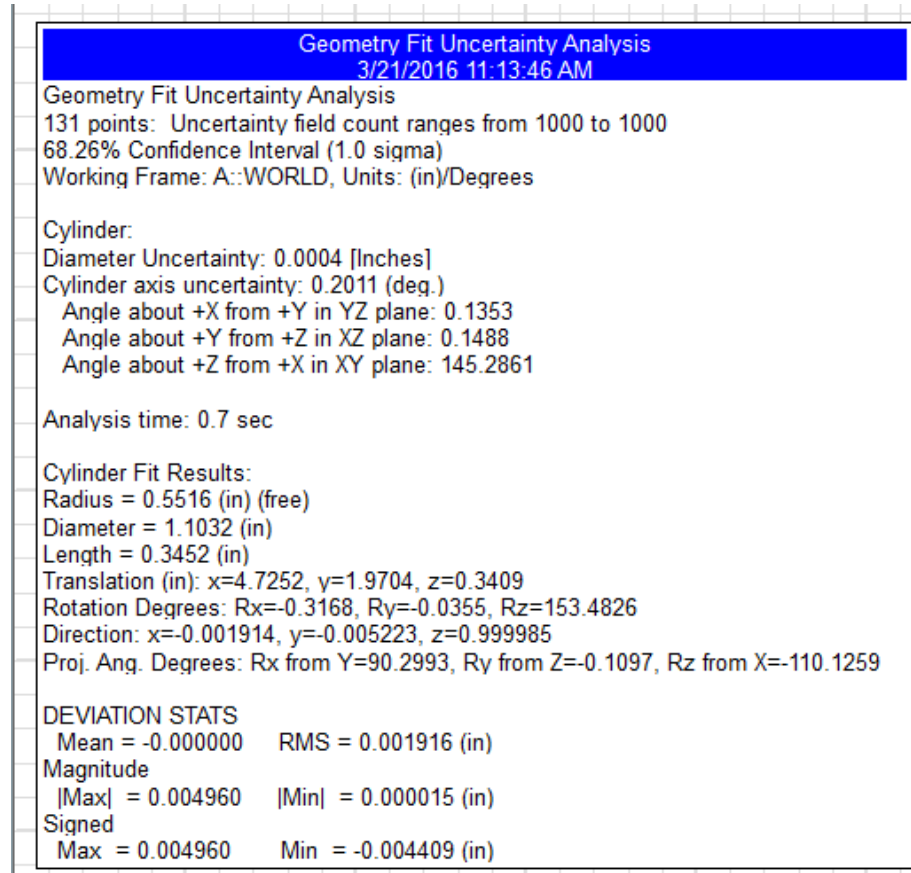 Geometry Fit Uncertainty Analysis
3/21/2016 11:13:46 AM
Geometry Fit Uncertainty Analysis
131 points:  Uncertainty field count ranges from 1000 to 1000
68.26% Confidence Interval (1.0 sigma)
Working Frame: A::WORLD, Units: (in)/Degrees
Cylinder:
Diameter Uncertainty: 0.0004 [Inches]
Cylinder axis uncertainty: 0.2011 (deg.)
Angle about +X from +Y in YZ plane: 0.1353
Angle about +Y from +Z in XZ plane: 0.1488
Angle about +Z from +X in XY plane: 145.2861
Analysis time: 0.7 sec
Cylinder Fit Results:
Radius = 0.5516 (in) (free)
Diameter = 1.1032 (in)
Length = 0.3452 (in)
Translation (in): x=4.7252, y=1.9704, z=0.3409
Rotation Degrees: Rx=-0.3168, Ry=-0.0355, Rz=153.4826
Direction: x=-0.001914, y=-0.005223, z=0.999985
Proj. Ang. Degrees: Rx from Y=90.2993, Ry from Z=-0.1097, Rz from X=-110.1259
DEVIATION STATS
Mean = -0.000000     RMS = 0.001916 (in)
Magnitude
|Max|  = 0.004960     |Min|  = 0.000015 (in)
Signed
Max  = 0.004960     Min  = -0.004409 (in)